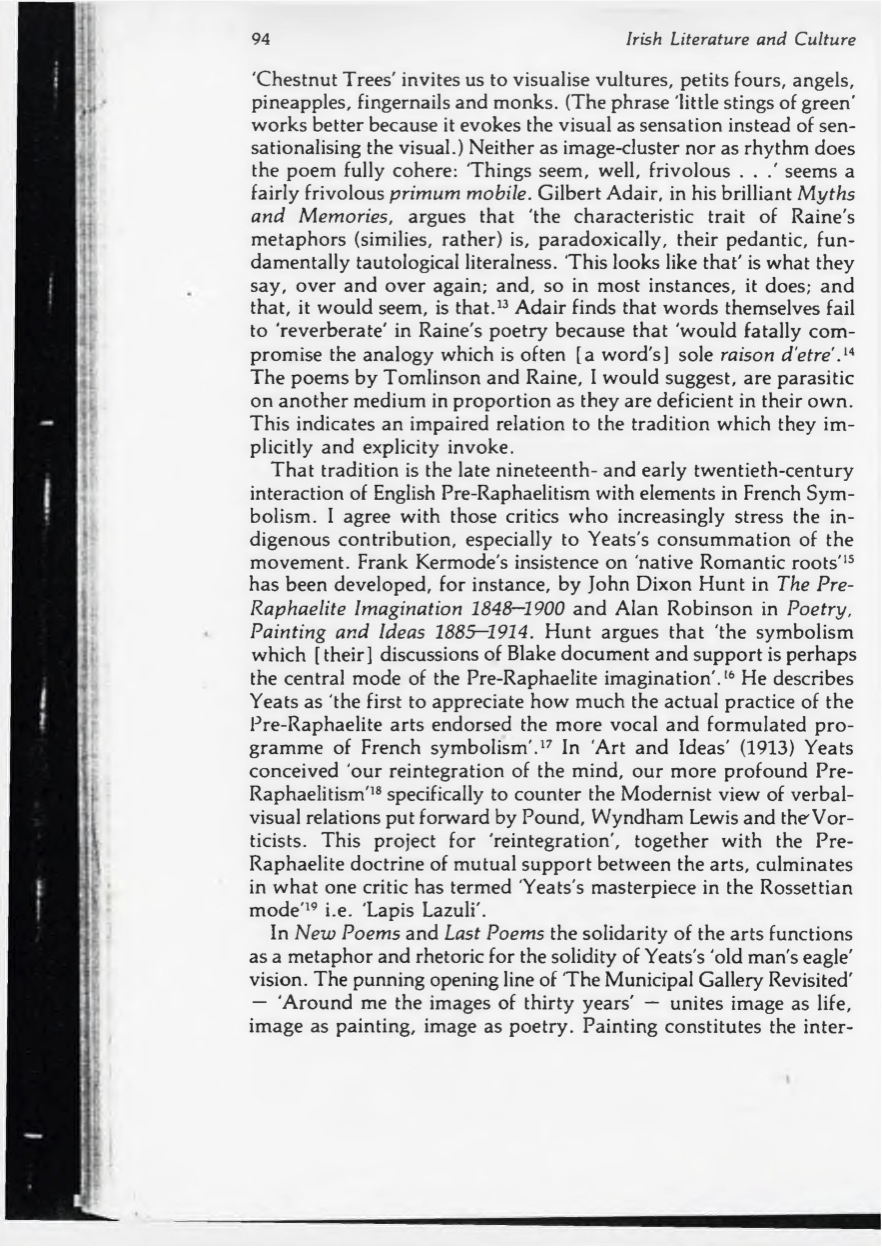 94 Irish Literature and Culture
‘Chestnut Trees’ invites us to visualise vultures, petits fours, angels,
pineapples, fingernails and monks. (The phrase ‘little stings of green’
works better because it evokes the visual as sensation instead of sen-
sationalising the visual.) Neither as image-cluster nor as rhythm does
the poem fully cohere: ‘Things seem, well, frivolous . . .’ seems a
fairly frivolous primum mobile. Gilbert Adair, in his brilliant Myths
and Memories, argues that ‘the characteristic trait of Raine’s
metaphors (similies, rather) is, paradoxically, their pedantic, fun-
damentally tautological literalness. ‘This looks like that’ is what they
say, over and over again; and, so in most instances, it does; and
that, it would seem, is that.¹³ Adair finds that words themselves fail
to ‘reverberate’ in Raine’s poetry because that ‘would fatally com-
promise the analogy which is often [a word’s] sole raison d’etre’.¹⁴
The poems by Tomlinson and Raine, I would suggest, are parasitic
on another medium in proportion as they are deficient in their own.
This indicates an impaired relation to the tradition which they im-
plicitly and explicity invoke.
That tradition is the late nineteenth- and early twentieth-century
interaction of English Pre-Raphaelitism with elements in French Sym-
bolism. I agree with those critics who increasingly stress the in-
digenous contribution, especially to Yeats’s consummation of the
movement. Frank Kermode’s insistence on ‘native Romantic roots’¹⁵
has been developed, for instance, by John Dixon Hunt in The Pre-
Raphaelite Imagination 1848–1900 and Alan Robinson in Poetry,
Painting and Ideas 1885–1914. Hunt argues that ‘the symbolism
which [their] discussions of Blake document and support is perhaps
the central mode of the Pre-Raphaelite imagination’.¹⁶ He describes
Yeats as ‘the first to appreciate how much the actual practice of the
Pre-Raphaelite arts endorsed the more vocal and formulated pro-
gramme of French symbolism’.¹⁷ In ‘Art and Ideas’ (1913) Yeats
conceived ‘our reintegration of the mind, our more profound Pre-
Raphaelitism’¹⁸ specifically to counter the Modernist view of verbal-
visual relations put forward by Pound, Wyndham Lewis and the Vor-
ticists. This project for ‘reintegration’, together with the Pre-
Raphaelite doctrine of mutual support between the arts, culminates
in what one critic has termed ‘Yeats’s masterpiece in the Rossettian
mode’¹⁹ i.e. ‘Lapis Lazuli’.
In New Poems and Last Poems the solidarity of the arts functions
as a metaphor and rhetoric for the solidity of Yeats’s ‘old man’s eagle’
vision. The punning opening line of ‘The Municipal Gallery Revisited’
— ‘Around me the images of thirty years’ — unites image as life,
image as painting, image as poetry. Painting constitutes the inter-